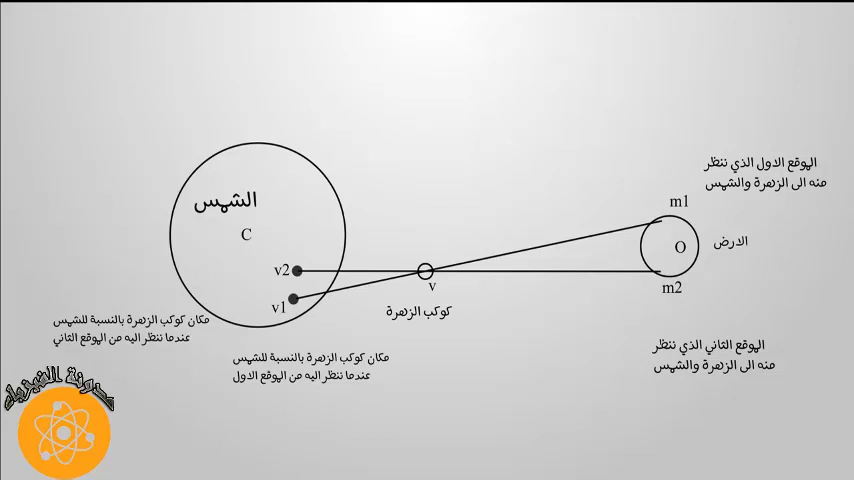 الموقع الاول الذي ننظر
منه الى الزهرة والشمس
m1
الشمس
C
O
الارض
v2
v
m2
v1
كوكب الزهرة
مكان كوكب الزهرة بالنسبة للشمس
عندما ننظر اليه من الموقع الثاني
الموقع الثاني الذي ننظر
منه الى الزهرة والشمس
مكان كوكب الزهرة بالنسبة للشمس
عندما ننظر اليه من الموقع الاول
مدونة الفيزياء